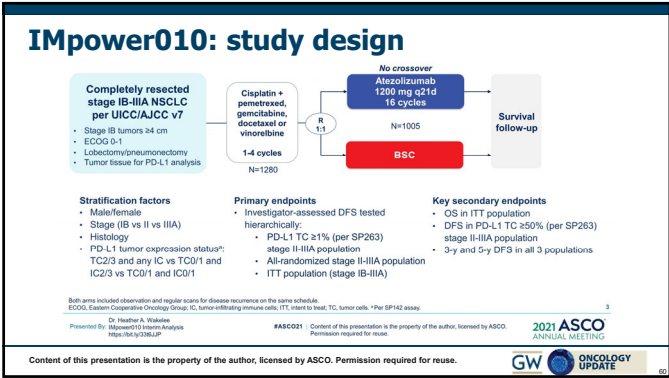 IMpower010: study design
Completely resected
stage IB-IIIA NSCLC
per UICC/AJCC v7
• Stage IB tumors ≥4 cm
• ECOG 0-1
• Lobectomy/pneumonectomy
• Tumor tissue for PD-L1 analysis
Cisplatin +
pemetrexed,
gemcitabine,
docetaxel or
vinorelbine
1-4 cycles
N=1280
R
1:1
No crossover
Atezolizumab
1200 mg q21d
16 cycles
N=1005
BSC
Survival
follow-up
Stratification factors
• Male/female
• Stage (IB vs II vs IIIA)
• Histology
• PD-L1 tumor expression statusª:
TC2/3 and any IC vs TC0/1 and
IC2/3 vs TC0/1 and IC0/1
Primary endpoints
• Investigator-assessed DFS tested
hierarchically:
• PD-L1 TC ≥1% (per SP263)
stage II-IIIA population
• All-randomized stage II-IIIA population
• ITT population (stage IB-IIIA)
Key secondary endpoints
• OS in ITT population
• DFS in PD-L1 TC ≥50% (per SP263)
stage II-IIIA population
• 3-y and 5-y DFS in all 3 populations
Both arms included observation and regular scans for disease recurrence on the same schedule.
ECOG, Eastern Cooperative Oncology Group; IC, tumor-infiltrating immune cells; ITT, intent to treat; TC, tumor cells. ª Per SP142 assay.
3
Presented By: Dr. Heather A. Wakelee
IMpower010 Interim Analysis
https://bit.ly/33t6JJP
#ASCO21 | Content of this presentation is the property of the author, licensed by ASCO.
Permission required for reuse.
2021 ASCO
ANNUAL MEETING
Content of this presentation is the property of the author, licensed by ASCO. Permission required for reuse.
GW
ONCOLOGY
UPDATE
60